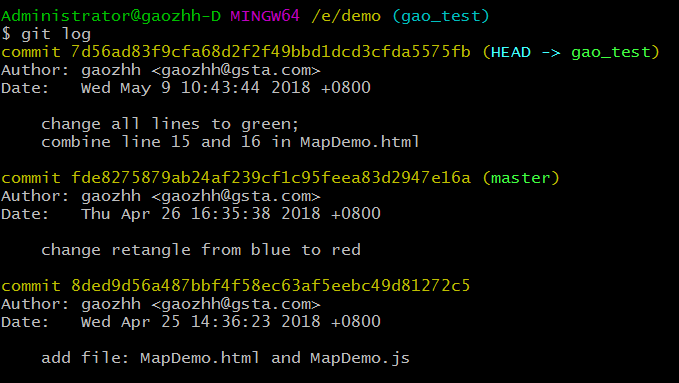 Administrator@gaozhh-D MINGW64 /e/demo (gao_test)
$ git log
commit 7d56ad83f9cfa68d2f2f49bbd1dcd3cfda5575fb (HEAD -> gao_test)
Author: gaozhh <gaozhh@gsta.com>
Date:   Wed May 9 10:43:44 2018 +0800
    change all lines to green;
    combine line 15 and 16 in MapDemo.html
commit fde8275879ab24af239cf1c95feea83d2947e16a (master)
Author: gaozhh <gaozhh@gsta.com>
Date:   Thu Apr 26 16:35:38 2018 +0800
    change retangle from blue to red
commit 8ded9d56a487bbf4f58ec63af5eebc49d81272c5
Author: gaozhh <gaozhh@gsta.com>
Date:   Wed Apr 25 14:36:23 2018 +0800
    add file: MapDemo.html and MapDemo.js